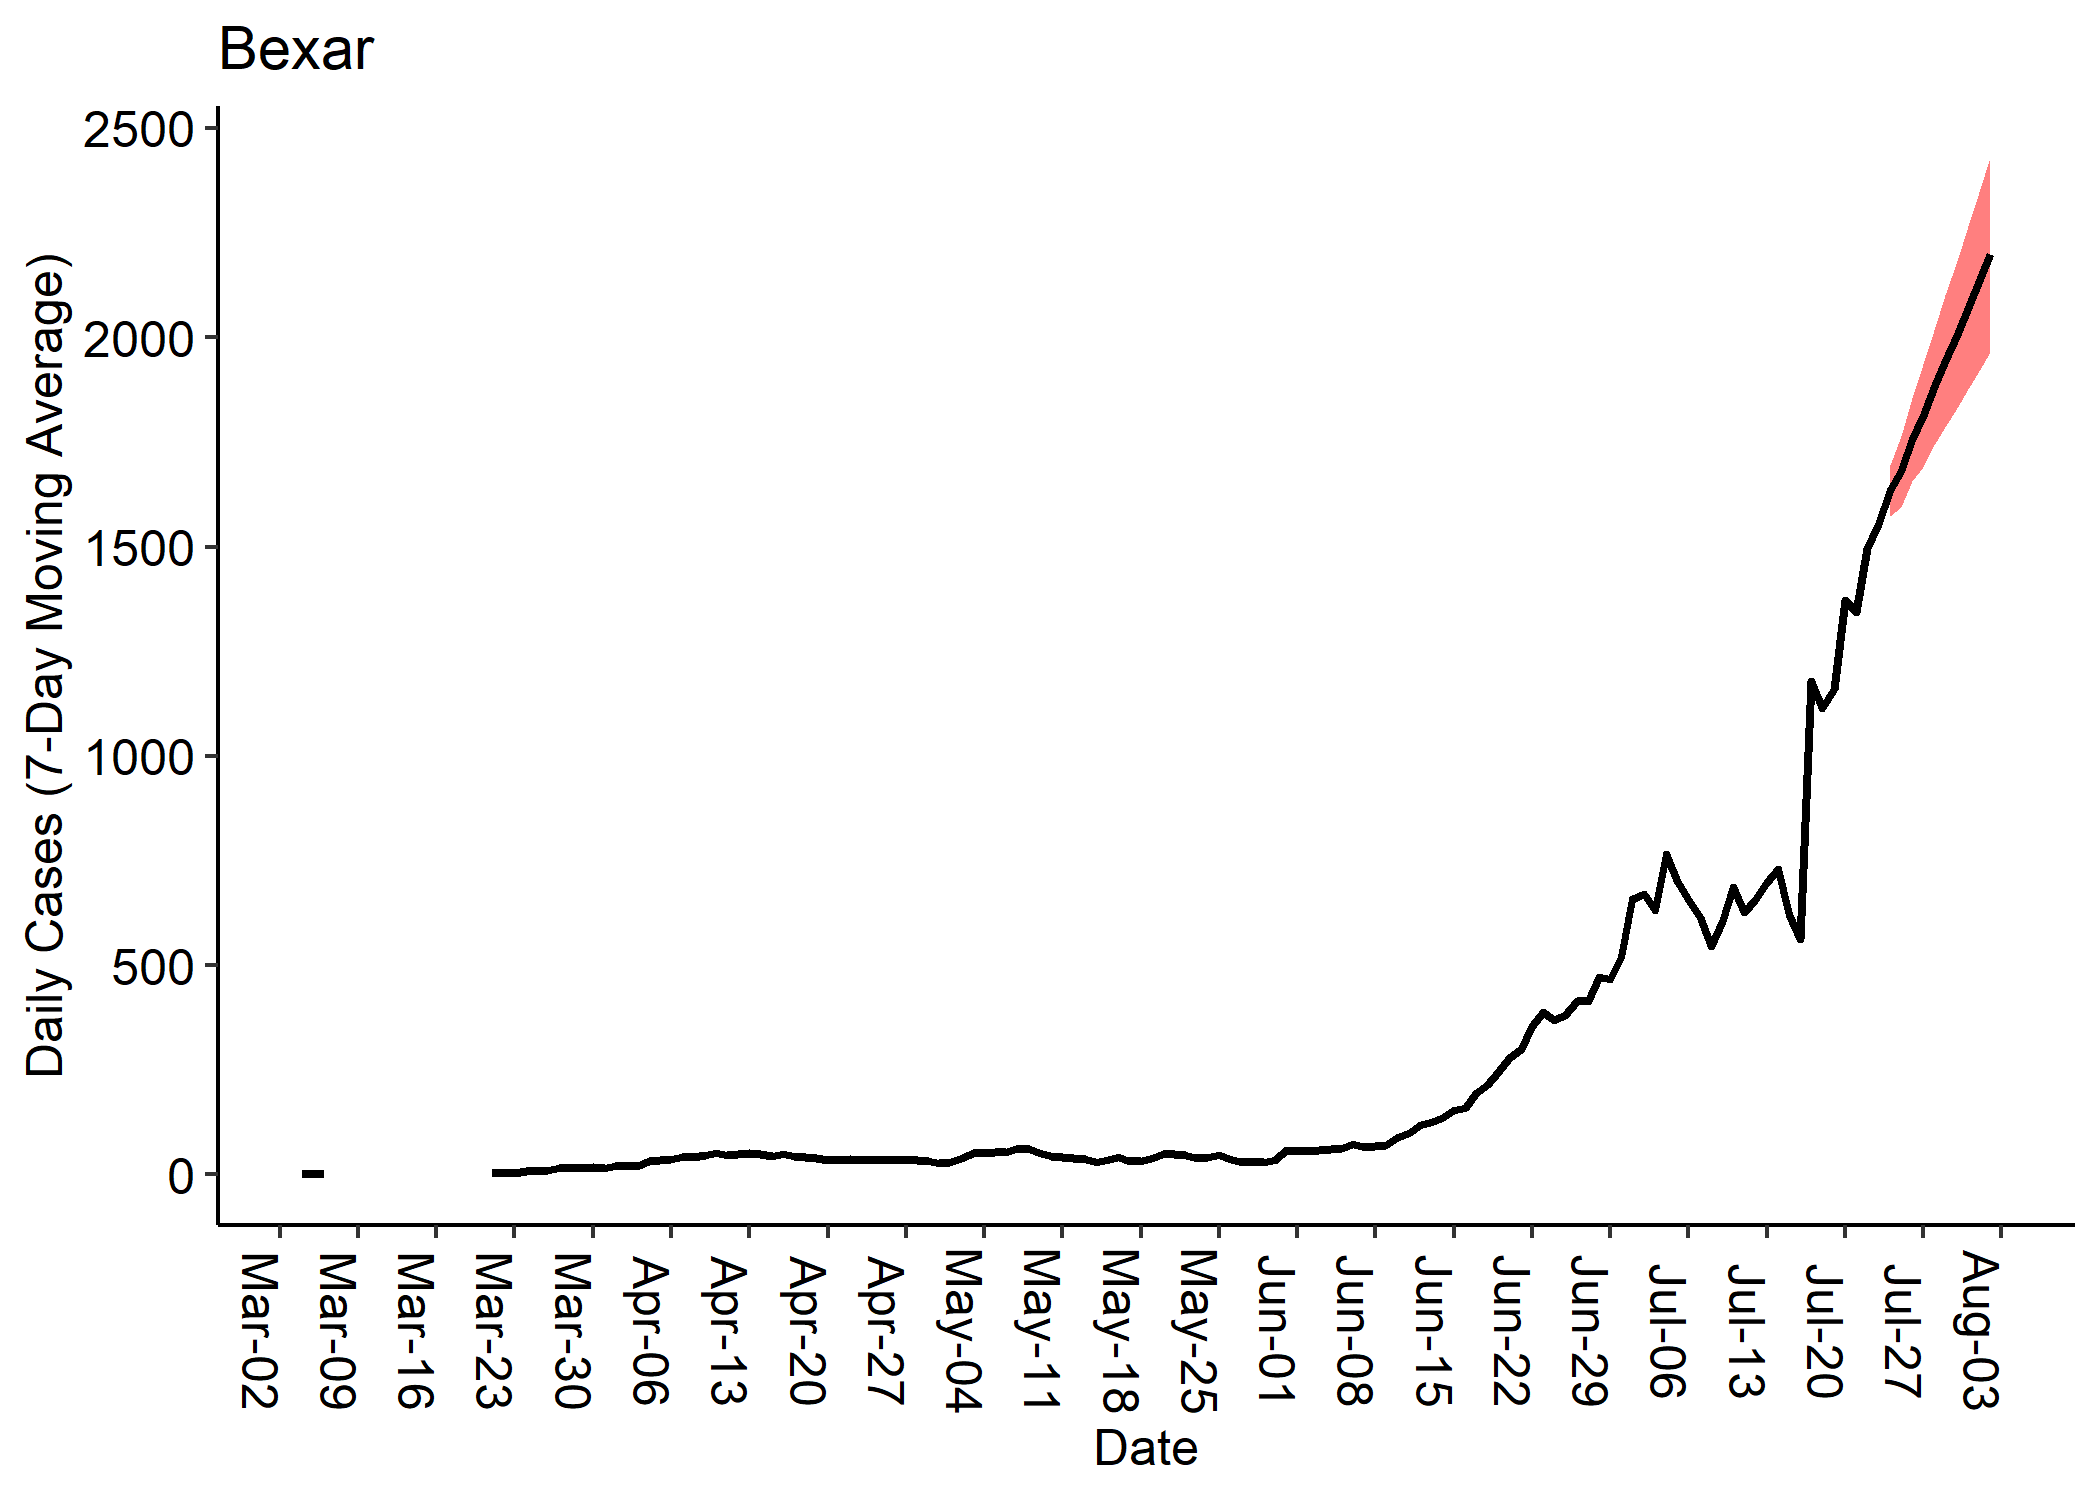 Bexar
2500
2000
1500
1000
500
0
Daily Cases (7-Day Moving Average)
Mar-02
Mar-09
Mar-16
Mar-23
Mar-30
Apr-06
Apr-13
Apr-20
Apr-27
May-04
May-11
May-18
May-25
Jun-01
Jun-08
Jun-15
Jun-22
Jun-29
Jul-06
Jul-13
Jul-20
Jul-27
Aug-03
Date